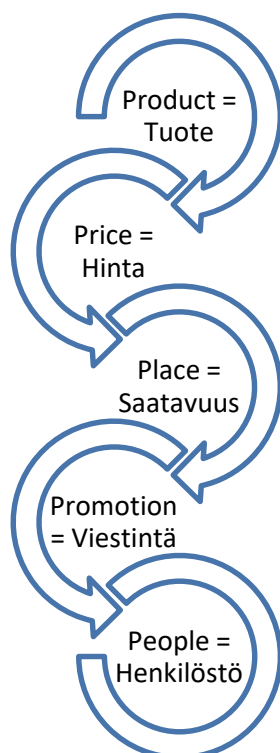 Product =
Tuote
Price =
Hinta
Place =
Saatavuus
Promotion
= Viestintä
People =
Henkilöstö